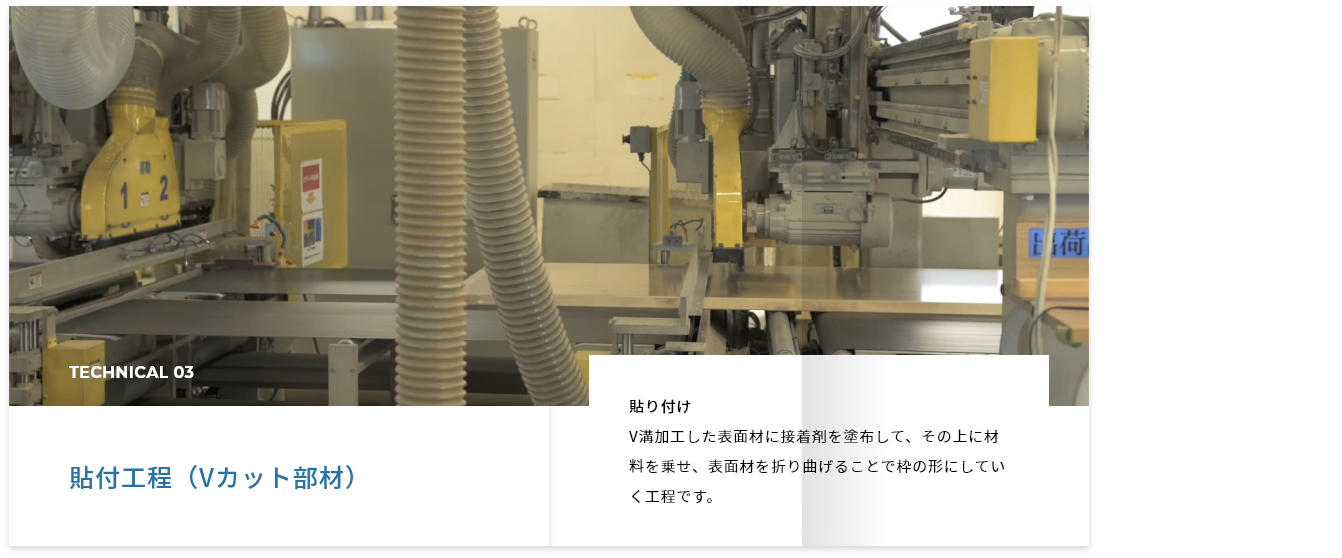 1 2
出荷
TECHNICAL 03
貼付工程（Vカット部材）
貼り付け
V溝加工した表面材に接着剤を塗布して、その上に材
料を乗せ、表面材を折り曲げることで枠の形にしてい
く工程です。